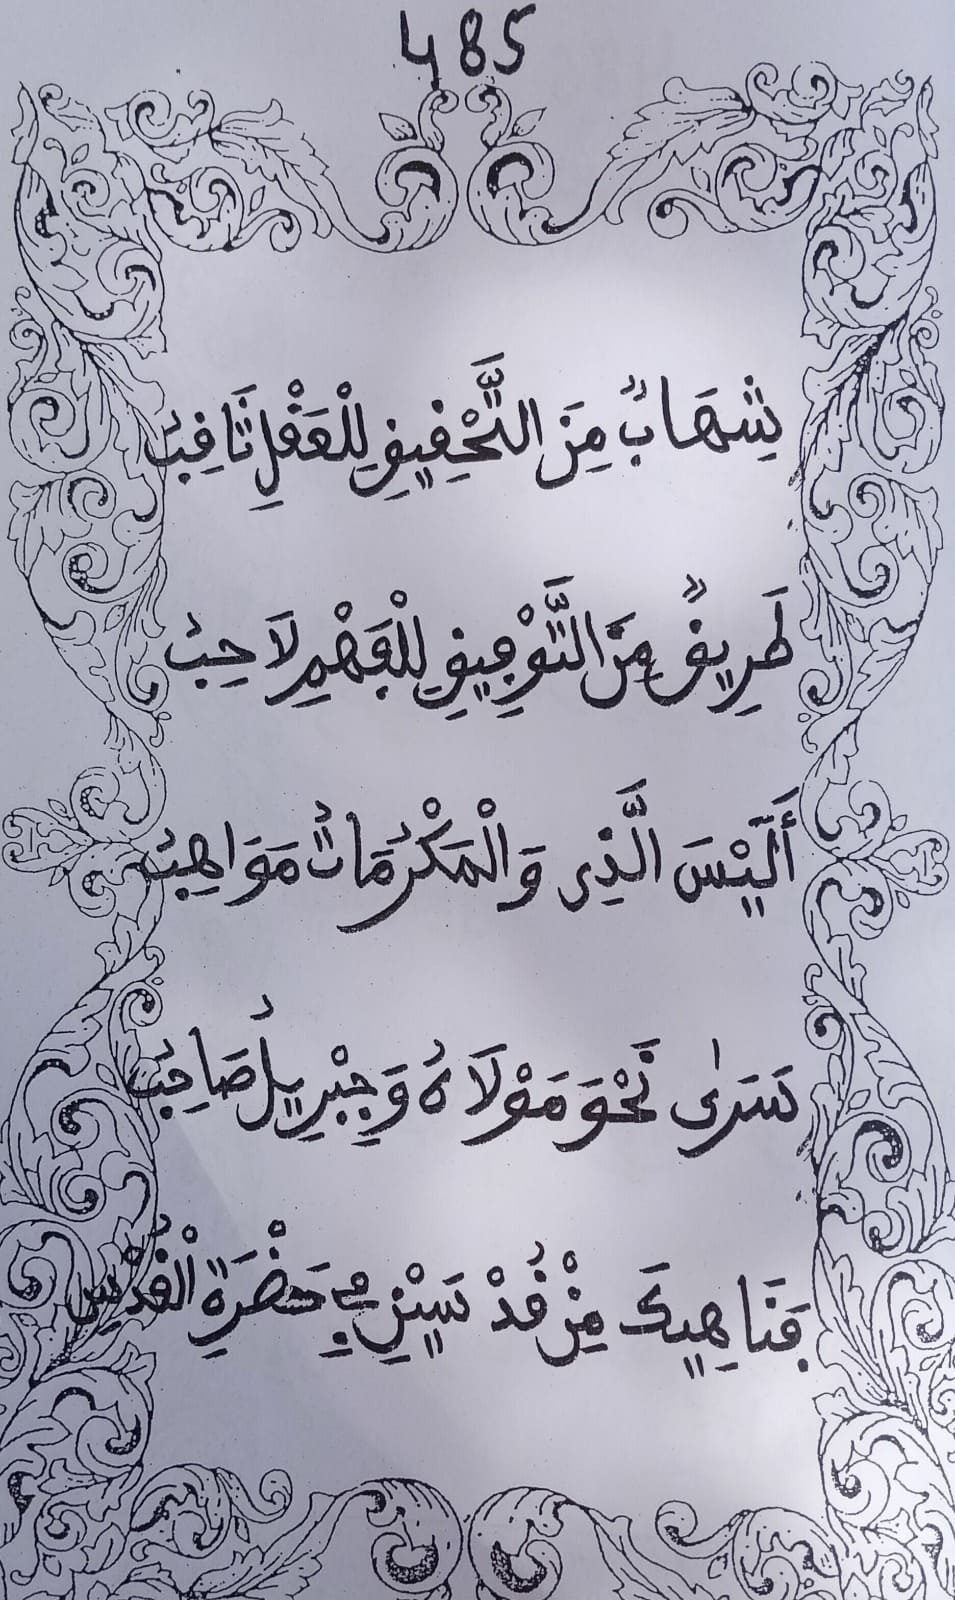 485
شِهَابٌ مِنَ التَّحْقِيقِ لِلْعَقْلِ ثَاقِبُ
طَرِيقٌ مِنَ التَّوْفِيقِ لِلْفَهْمِ لَاحِبُ
أَلَيْسَ الَّذِي وَالْمَكْرُمَاتُ مَوَاهِبُ
سَرَىٰ نَحْوَ مَوْلَاهُ وَجِبْرِيلُ صَاحِبُ
فَنَاهِيكَ مِنْ قُدْسَيْنِ فِي حَضْرَةِ الْقُدْسِ